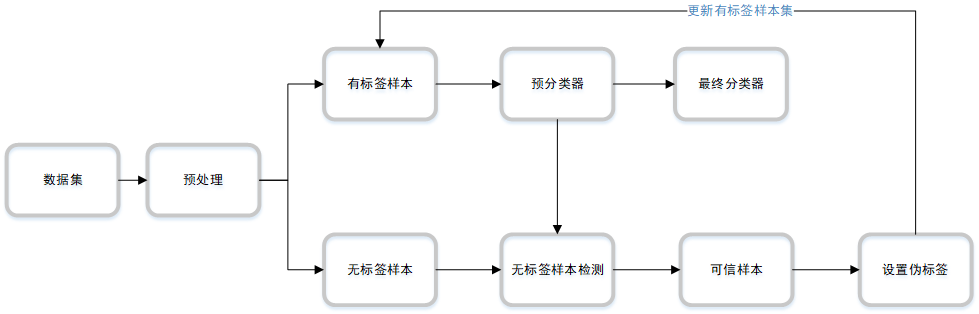 更新有标签样本集
有标签样本
预分类器
最终分类器
数据集
预处理
无标签样本
无标签样本检测
可信样本
设置伪标签